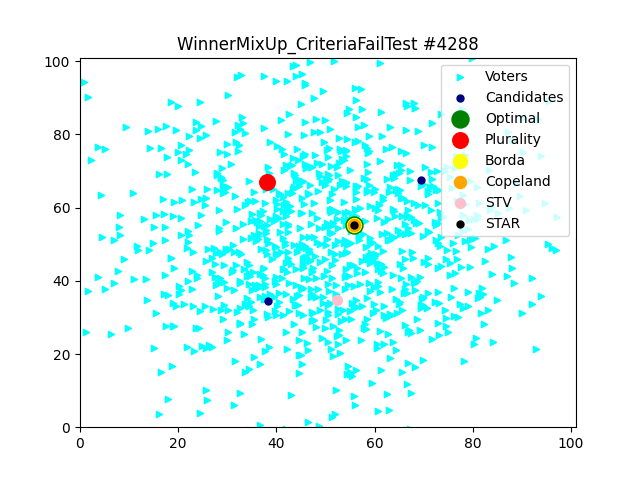 WinnerMixUp_CriteriaFailTest #4288
100
80
60
40
20
0
0
20
40
60
80
100
Voters
Candidates
Optimal
Plurality
Borda
Copeland
STV
STAR